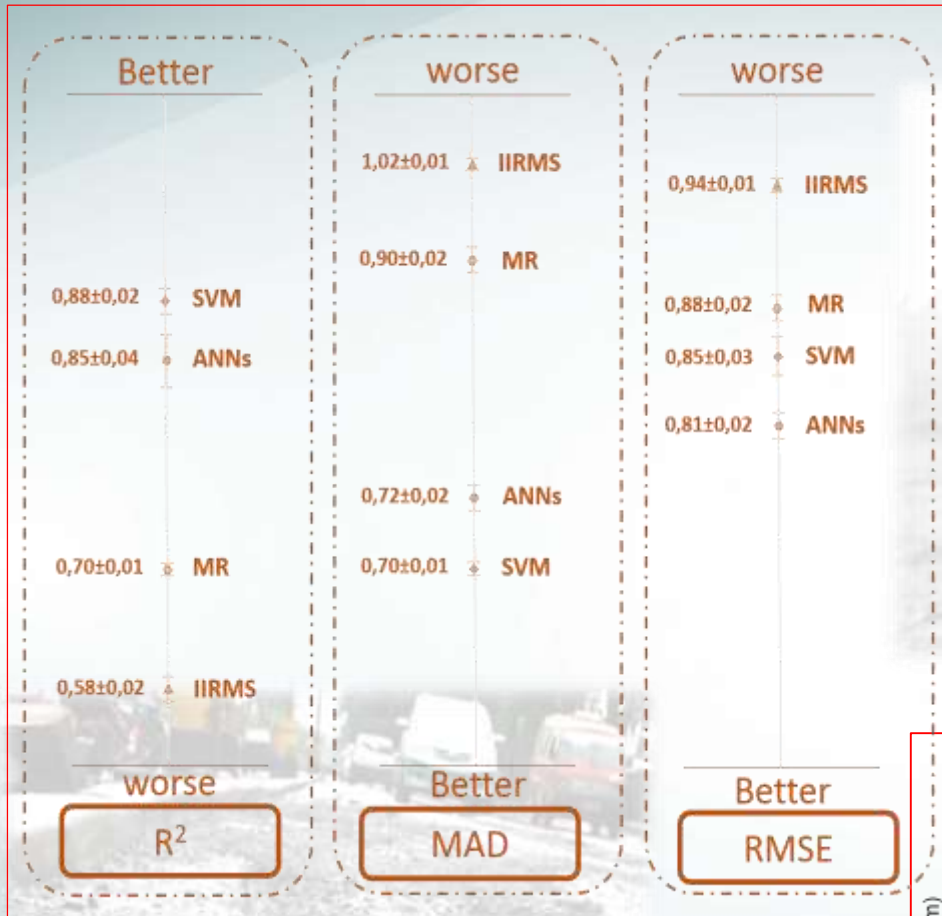 Better
0,88±0,02 SVM
0,85±0,04 ANNs
0,70±0,01 MR
0,58±0,02 IIRMS
worse
R²
worse
1,02±0,01 IIRMS
0,90±0,02 MR
0,72±0,02 ANNs
0,70±0,01 SVM
Better
MAD
worse
0,94±0,01 IIRMS
0,88±0,02 MR
0,85±0,03 SVM
0,81±0,02 ANNs
Better
RMSE